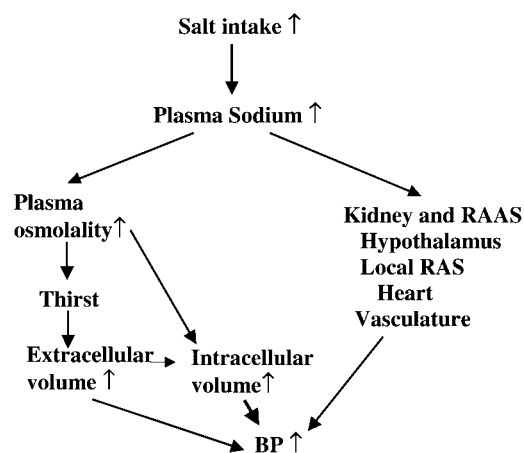 Salt intake ↑
Plasma Sodium ↑
Plasma
osmolality ↑
Kidney and RAAS
Hypothalamus
Local RAS
Heart
Vasculature
Thirst
Extracellular
volume ↑
Intracellular
volume ↑
BP ↑